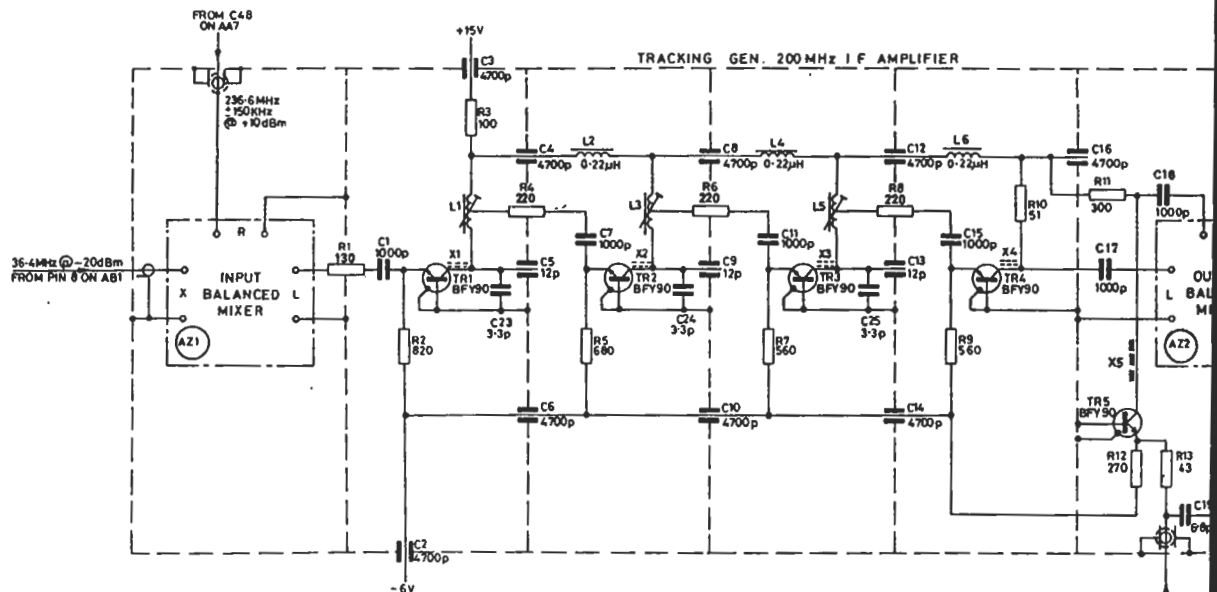 FROM C48
ON AA7
+15V
TRACKING GEN. 200MHz I F AMPLIFIER
C3
4700p
236·6MHz
±150KHz
@ +10dBm
R3
100
L2
0·22µH
C4
4700p
L4
0·22µH
C8
4700p
L6
0·22µH
C12
4700p
C16
4700p
R4
220
R6
220
R8
220
R10
51
R11
300
C18
1000p
L1
L3
L5
C7
1000p
C11
1000p
C15
1000p
C17
1000p
R
36·4MHz @ -20dBm
FROM PIN 8 ON AB1
X
INPUT
BALANCED
MIXER
L
X
L
AZ1
R1
130
C1
1000p
X1
TR1
BFY90
C5
12p
X2
TR2
BFY90
C9
12p
X3
TR3
BFY90
C13
12p
X4
TR4
BFY90
OU
BAL
MI
AZ2
C23
3·3p
C24
3·3p
C25
3·3p
R2
820
R5
680
R7
560
R9
560
X5
C6
4700p
C10
4700p
C14
4700p
TR5
BFY90
R12
270
R13
43
C19
6·8p
C2
4700p
-6V